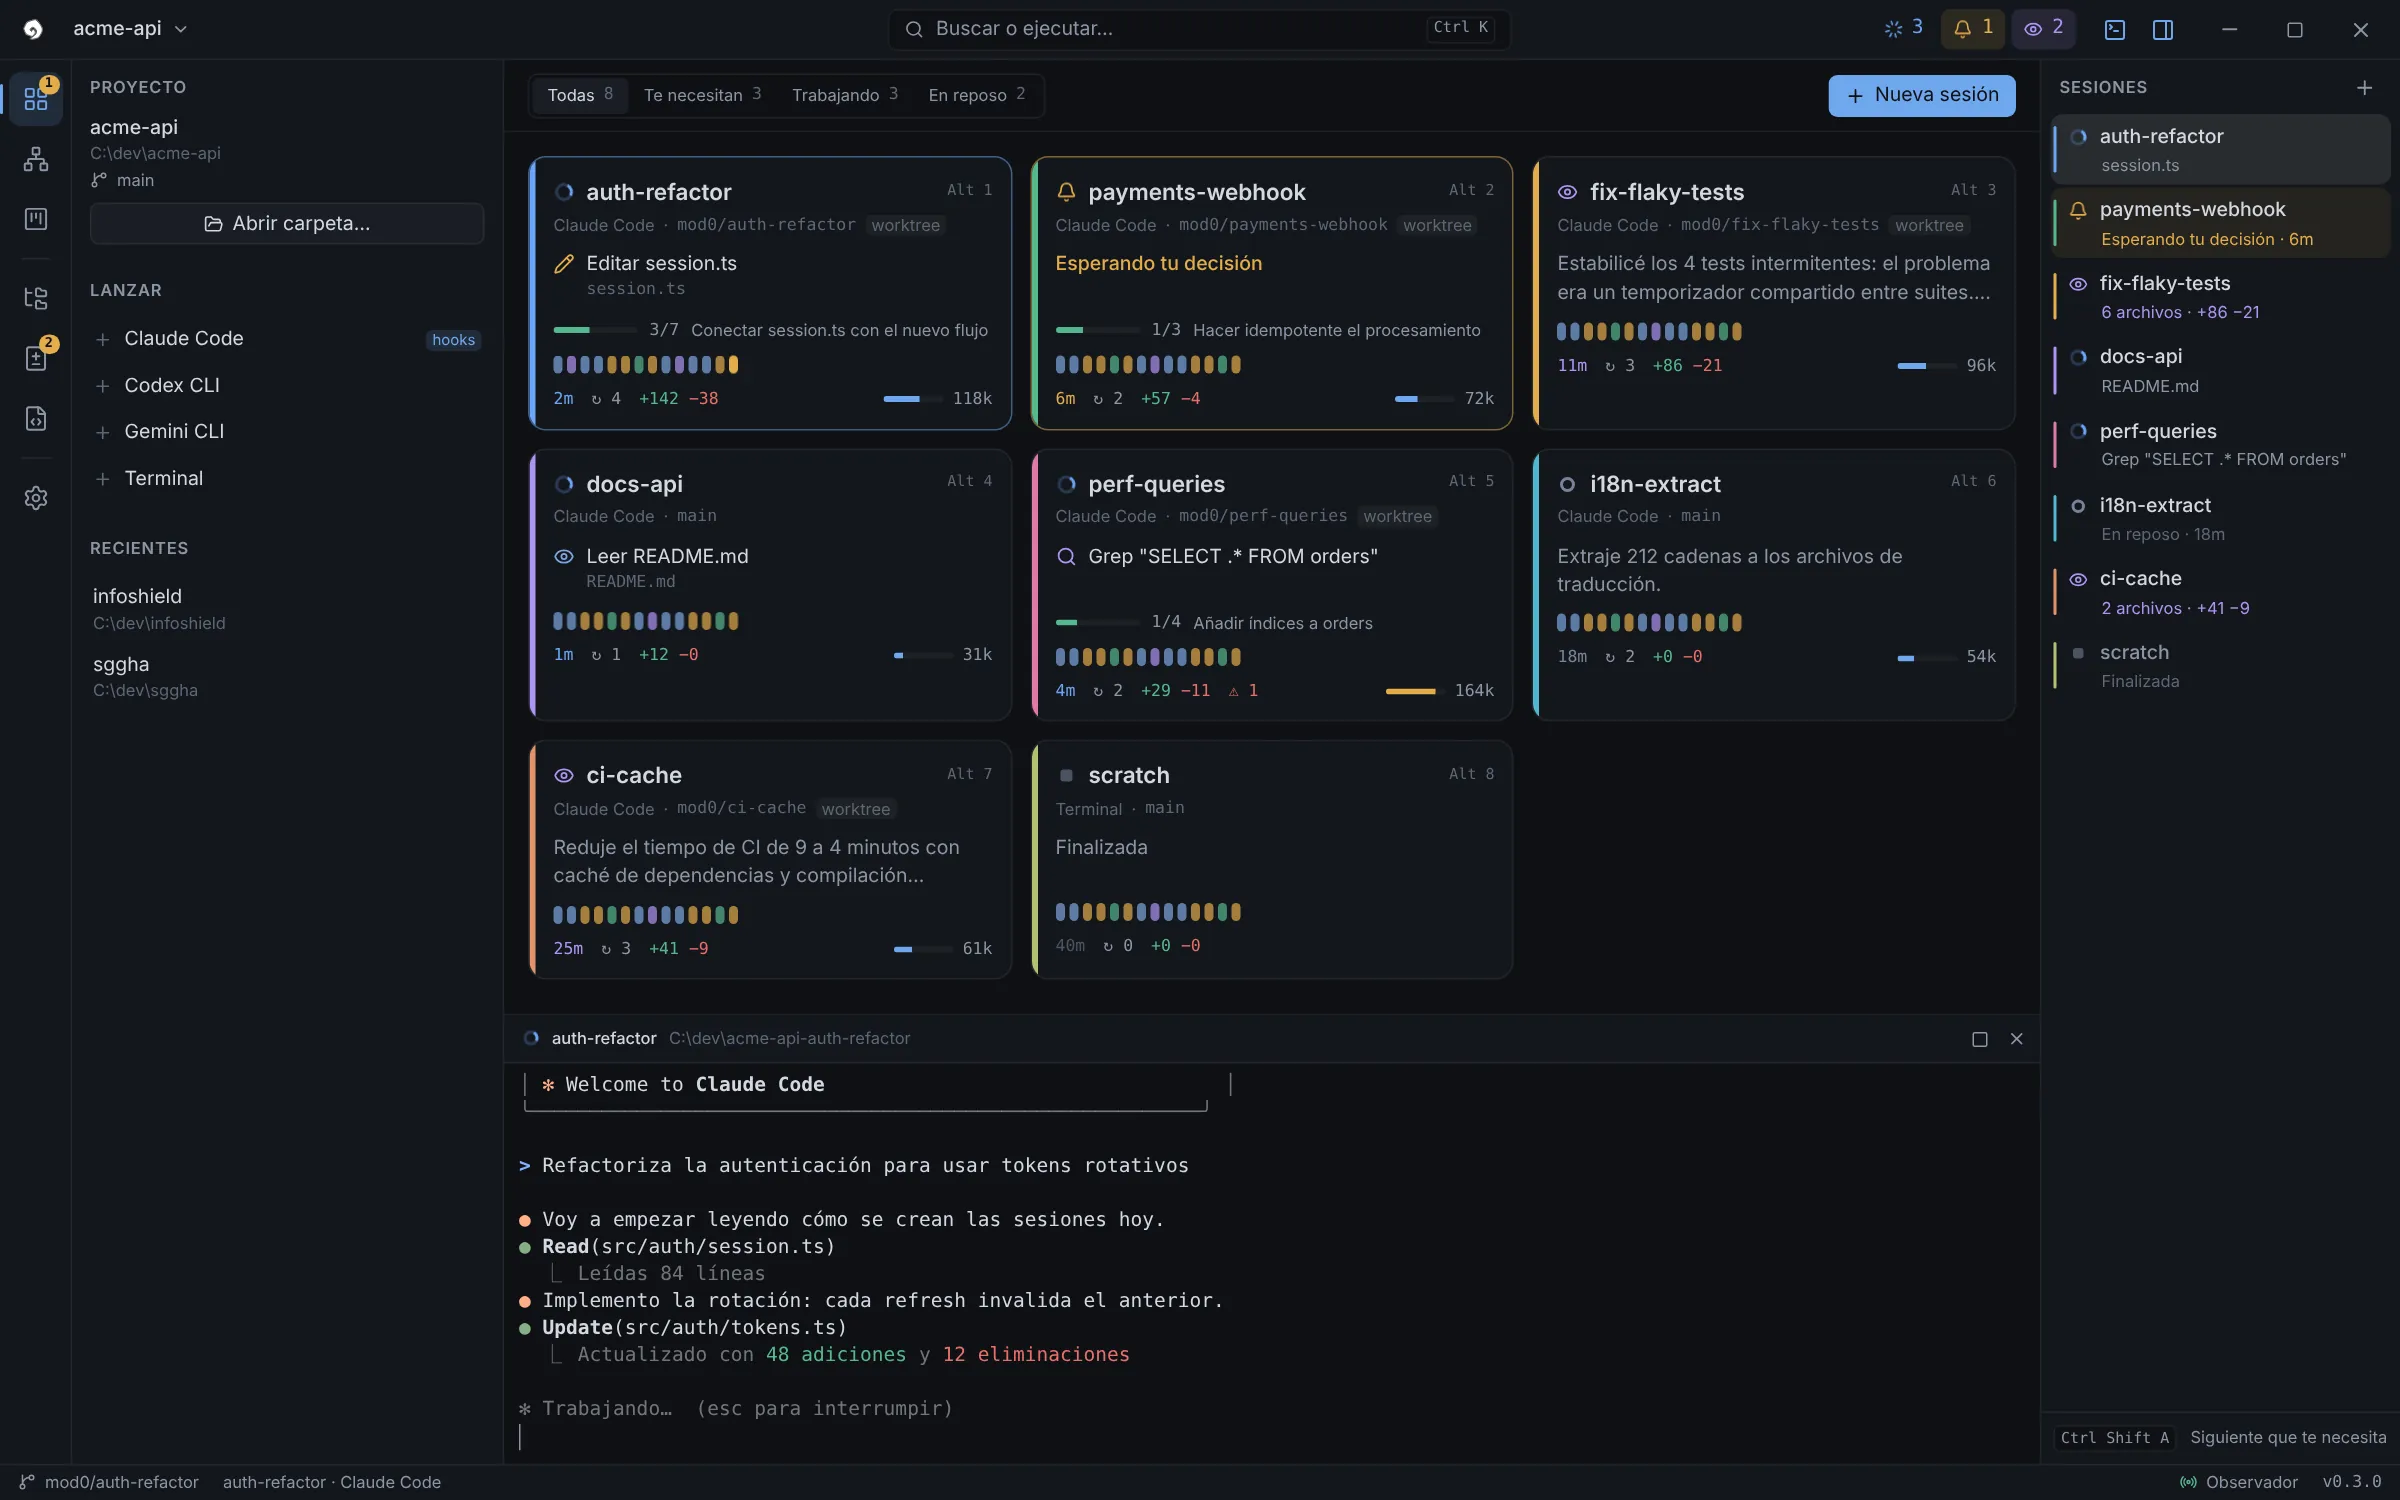 acme-api
Buscar o ejecutar...
Ctrl K
3
1
2
1
2
PROYECTO
acme-api
C:\dev\acme-api
main
Abrir carpeta...
LANZAR
Claude Code
hooks
Codex CLI
Gemini CLI
Terminal
RECIENTES
infoshield
C:\dev\infoshield
sggha
C:\dev\sggha
Todas 8
Te necesitan 3
Trabajando 3
En reposo 2
+ Nueva sesión
auth-refactor
Alt 1
Claude Code · mod0/auth-refactor worktree
Editar session.ts
session.ts
3/7 Conectar session.ts con el nuevo flujo
2m ↻ 4 +142 −38
118k
payments-webhook
Alt 2
Claude Code · mod0/payments-webhook worktree
Esperando tu decisión
1/3 Hacer idempotente el procesamiento
6m ↻ 2 +57 −4
72k
fix-flaky-tests
Alt 3
Claude Code · mod0/fix-flaky-tests worktree
Estabilicé los 4 tests intermitentes: el problema
era un temporizador compartido entre suites....
11m ↻ 3 +86 −21
96k
docs-api
Alt 4
Claude Code · main
Leer README.md
README.md
1m ↻ 1 +12 −0
31k
perf-queries
Alt 5
Claude Code · mod0/perf-queries worktree
Grep "SELECT .* FROM orders"
1/4 Añadir índices a orders
4m ↻ 2 +29 −11 ⚠ 1
164k
i18n-extract
Alt 6
Claude Code · main
Extraje 212 cadenas a los archivos de
traducción.
18m ↻ 2 +0 −0
54k
ci-cache
Alt 7
Claude Code · mod0/ci-cache worktree
Reduje el tiempo de CI de 9 a 4 minutos con
caché de dependencias y compilación...
25m ↻ 3 +41 −9
61k
scratch
Alt 8
Terminal · main
Finalizada
40m ↻ 0 +0 −0
auth-refactor C:\dev\acme-api-auth-refactor
✻ Welcome to Claude Code
> Refactoriza la autenticación para usar tokens rotativos
● Voy a empezar leyendo cómo se crean las sesiones hoy.
● Read(src/auth/session.ts)
⎿ Leídas 84 líneas
● Implemento la rotación: cada refresh invalida el anterior.
● Update(src/auth/tokens.ts)
⎿ Actualizado con 48 adiciones y 12 eliminaciones
✻ Trabajando… (esc para interrumpir)
SESIONES
auth-refactor
session.ts
payments-webhook
Esperando tu decisión · 6m
fix-flaky-tests
6 archivos · +86 −21
docs-api
README.md
perf-queries
Grep "SELECT .* FROM orders"
i18n-extract
En reposo · 18m
ci-cache
2 archivos · +41 −9
scratch
Finalizada
Ctrl Shift A Siguiente que te necesita
mod0/auth-refactor
auth-refactor · Claude Code
Observador
v0.3.0